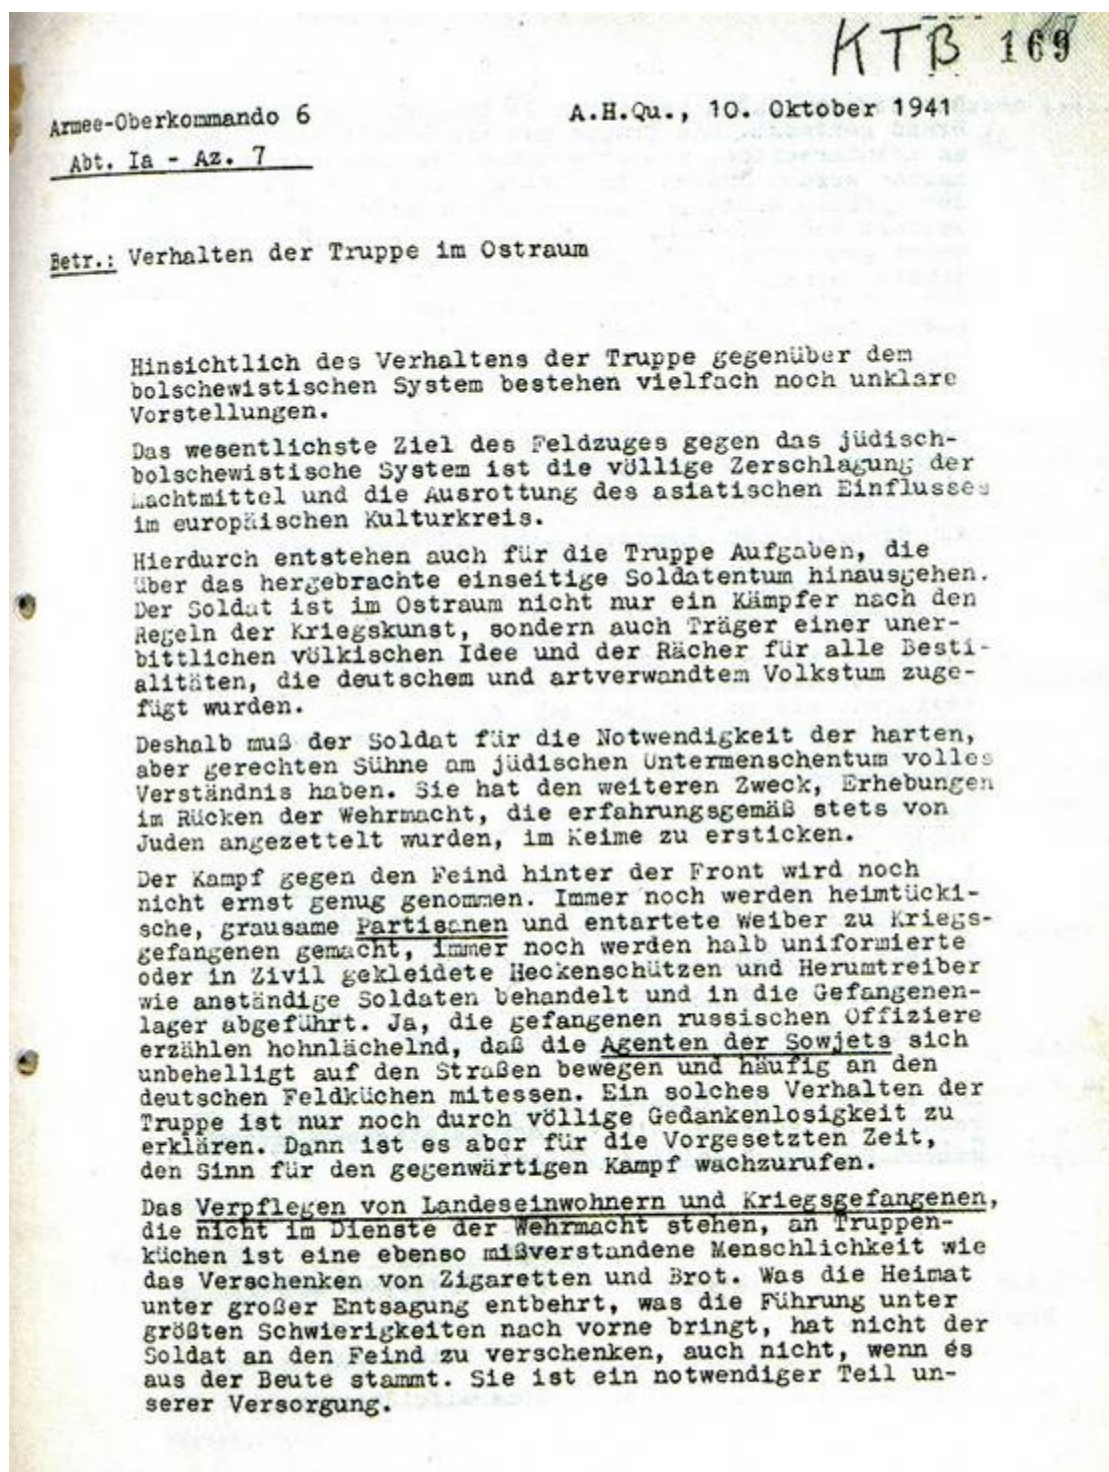 KTB 169
Armee-Oberkommando 6
A.H.Qu., 10. Oktober 1941
Abt. Ia - Az. 7
Betr.: Verhalten der Truppe im Ostraum
Hinsichtlich des Verhaltens der Truppe gegenüber dem
bolschewistischen System bestehen vielfach noch unklare
Vorstellungen.
Das wesentlichste Ziel des Feldzuges gegen das jüdisch-
bolschewistische System ist die völlige Zerschlagung der
Machtmittel und die Ausrottung des asiatischen Einflusses
im europäischen Kulturkreis.
Hierdurch entstehen auch für die Truppe Aufgaben, die
über das hergebrachte einseitige Soldatentum hinausgehen.
Der Soldat ist im Ostraum nicht nur ein Kämpfer nach den
Regeln der Kriegskunst, sondern auch Träger einer uner-
bittlichen völkischen Idee und der Rächer für alle Besti-
alitäten, die deutschem und artverwandtem Volkstum zuge-
fügt wurden.
Deshalb muß der Soldat für die Notwendigkeit der harten,
aber gerechten Sühne am jüdischen Untermenschentum volles
Verständnis haben. Sie hat den weiteren Zweck, Erhebungen
im Rücken der Wehrmacht, die erfahrungsgemäß stets von
Juden angezettelt wurden, im Keime zu ersticken.
Der Kampf gegen den Feind hinter der Front wird noch
nicht ernst genug genommen. Immer noch werden heimtücki-
sche, grausame Partisanen und entartete Weiber zu Kriegs-
gefangenen gemacht, immer noch werden halb uniformierte
oder in Zivil gekleidete Heckenschützen und Herumtreiber
wie anständige Soldaten behandelt und in die Gefangenen-
lager abgeführt. Ja, die gefangenen russischen Offiziere
erzählen hohnlächelnd, daß die Agenten der Sowjets sich
unbehelligt auf den Straßen bewegen und häufig an den
deutschen Feldküchen mitessen. Ein solches Verhalten der
Truppe ist nur noch durch völlige Gedankenlosigkeit zu
erklären. Dann ist es aber für die Vorgesetzten Zeit,
den Sinn für den gegenwärtigen Kampf wachzurufen.
Das Verpflegen von Landeseinwohnern und Kriegsgefangenen,
die nicht im Dienste der Wehrmacht stehen, an Truppen-
küchen ist eine ebenso mißverstandene Menschlichkeit wie
das Verschenken von Zigaretten und Brot. Was die Heimat
unter großer Entsagung entbehrt, was die Führung unter
größten Schwierigkeiten nach vorne bringt, hat nicht der
Soldat an den Feind zu verschenken, auch nicht, wenn es
aus der Beute stammt. Sie ist ein notwendiger Teil un-
serer Versorgung.